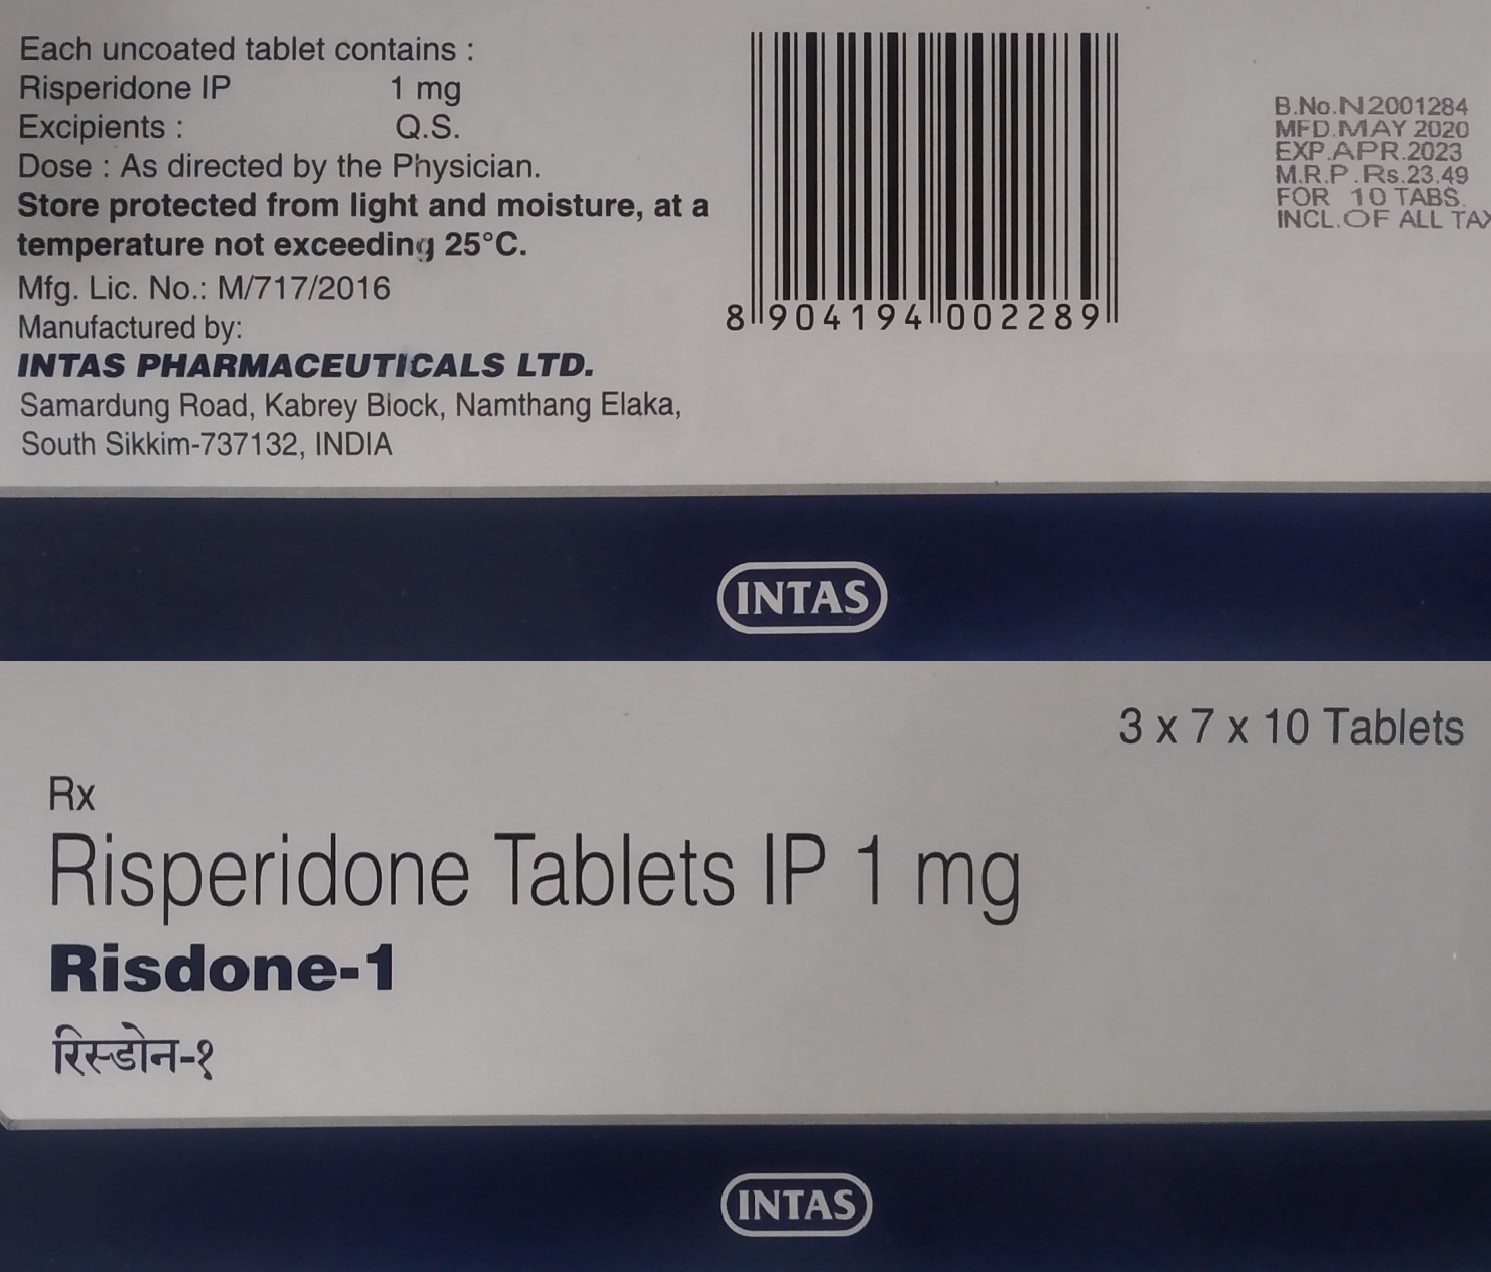 Each uncoated tablet contains :
Risperidone IP 1 mg
Excipients : Q.S.
Dose : As directed by the Physician.
Store protected from light and moisture, at a
temperature not exceeding 25°C.
Mfg. Lic. No.: M/717/2016
Manufactured by:
INTAS PHARMACEUTICALS LTD.
Samardung Road, Kabrey Block, Namthang Elaka,
South Sikkim-737132, INDIA
8 904194 002289
B.No.N2001284
MFD.MAY 2020
EXP.APR.2023
M.R.P.Rs.23.49
FOR 10 TABS.
INCL.OF ALL TAX
INTAS
3 x 7 x 10 Tablets
Rx
Risperidone Tablets IP 1 mg
Risdone-1
रिस्डोन-१
INTAS